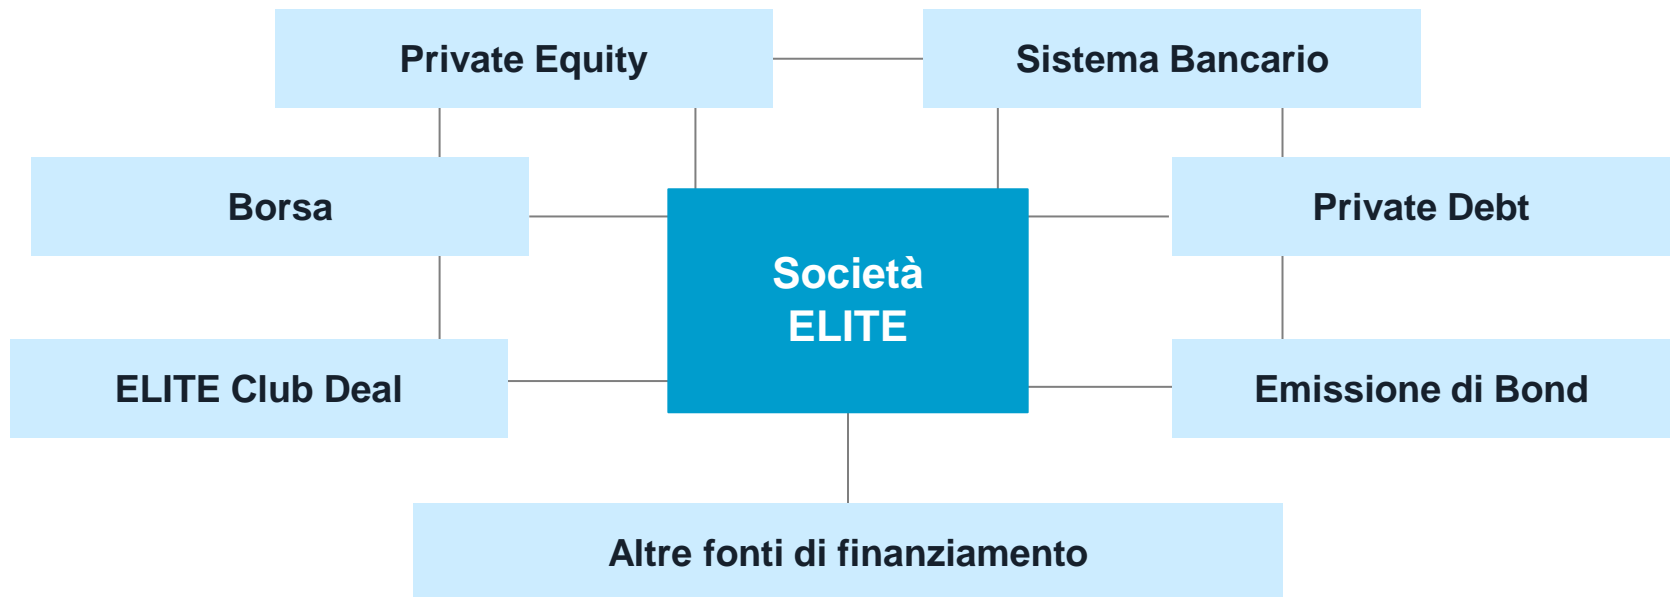 Private Equity
Sistema Bancario
Borsa
Private Debt
Società
ELITE
ELITE Club Deal
Emissione di Bond
Altre fonti di finanziamento